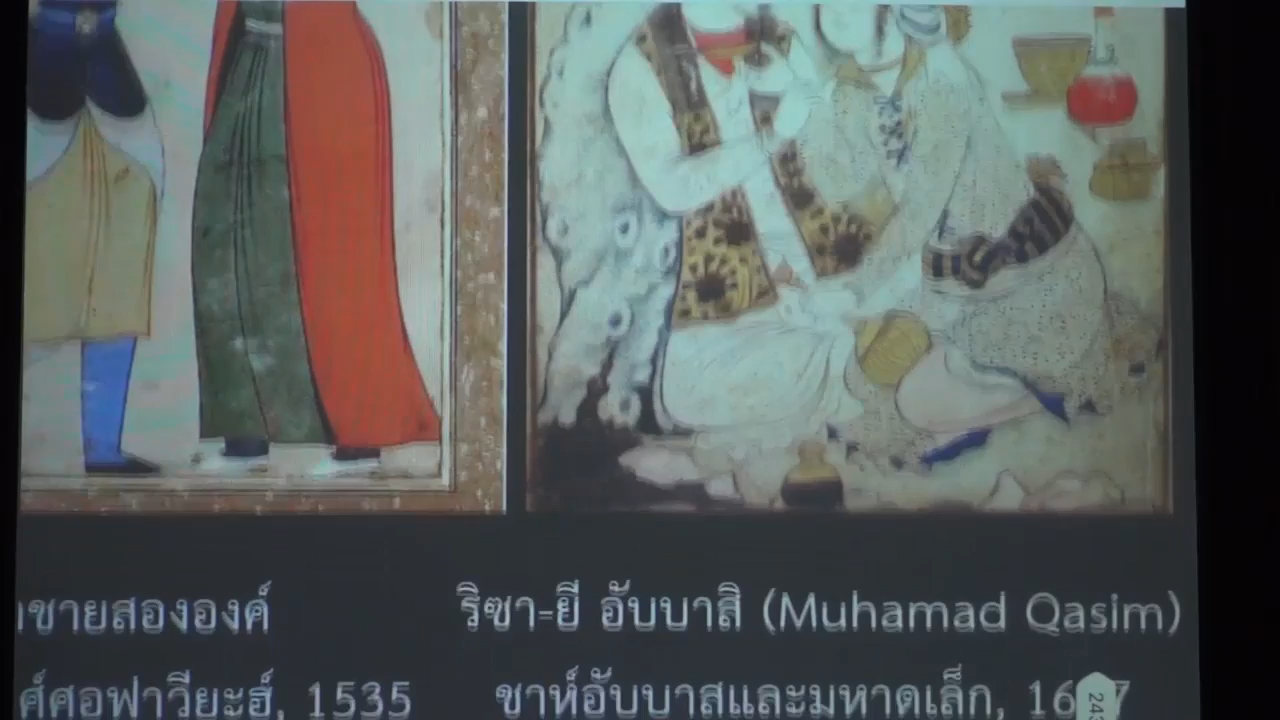 าชายสององค์
ริซา-ยี อับบาสิ (Muhamad Qasim)
ศ์ศอฟาวียะฮ์, 1535
ชาห์อับบาสและมหาดเล็ก,